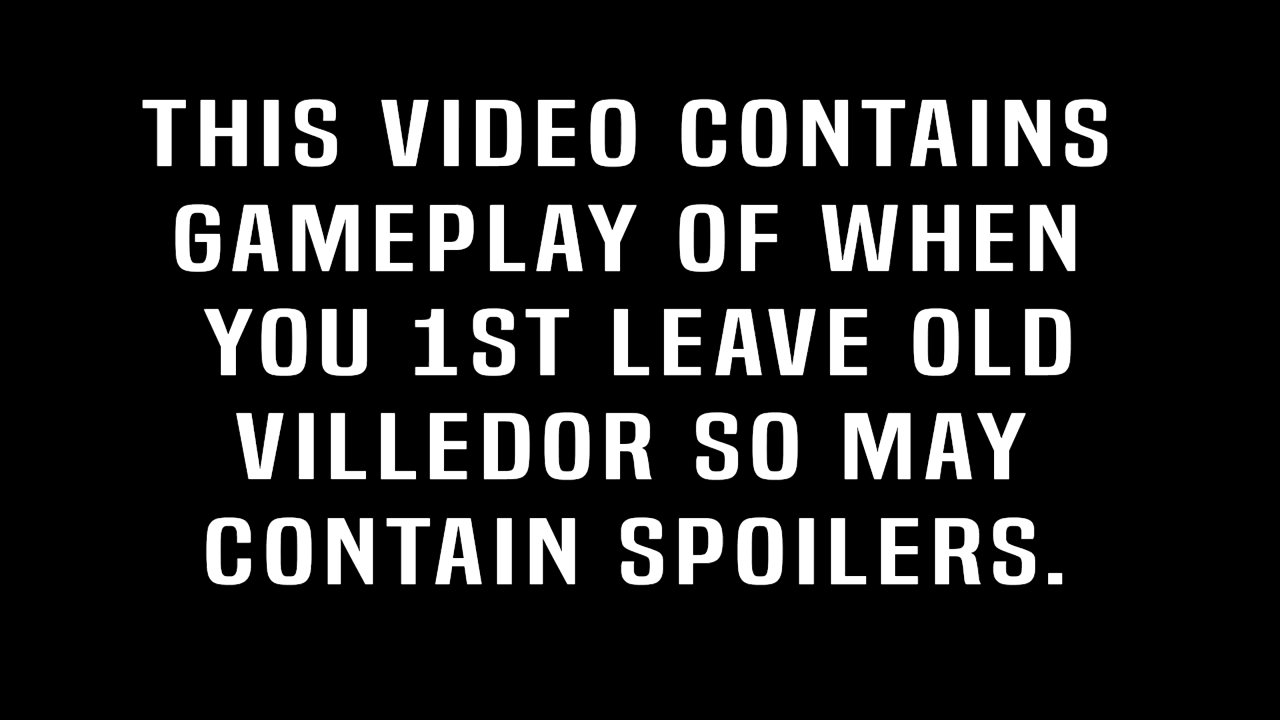 THIS VIDEO CONTAINS
GAMEPLAY OF WHEN
YOU 1ST LEAVE OLD
VILLEDOR SO MAY
CONTAIN SPOILERS.